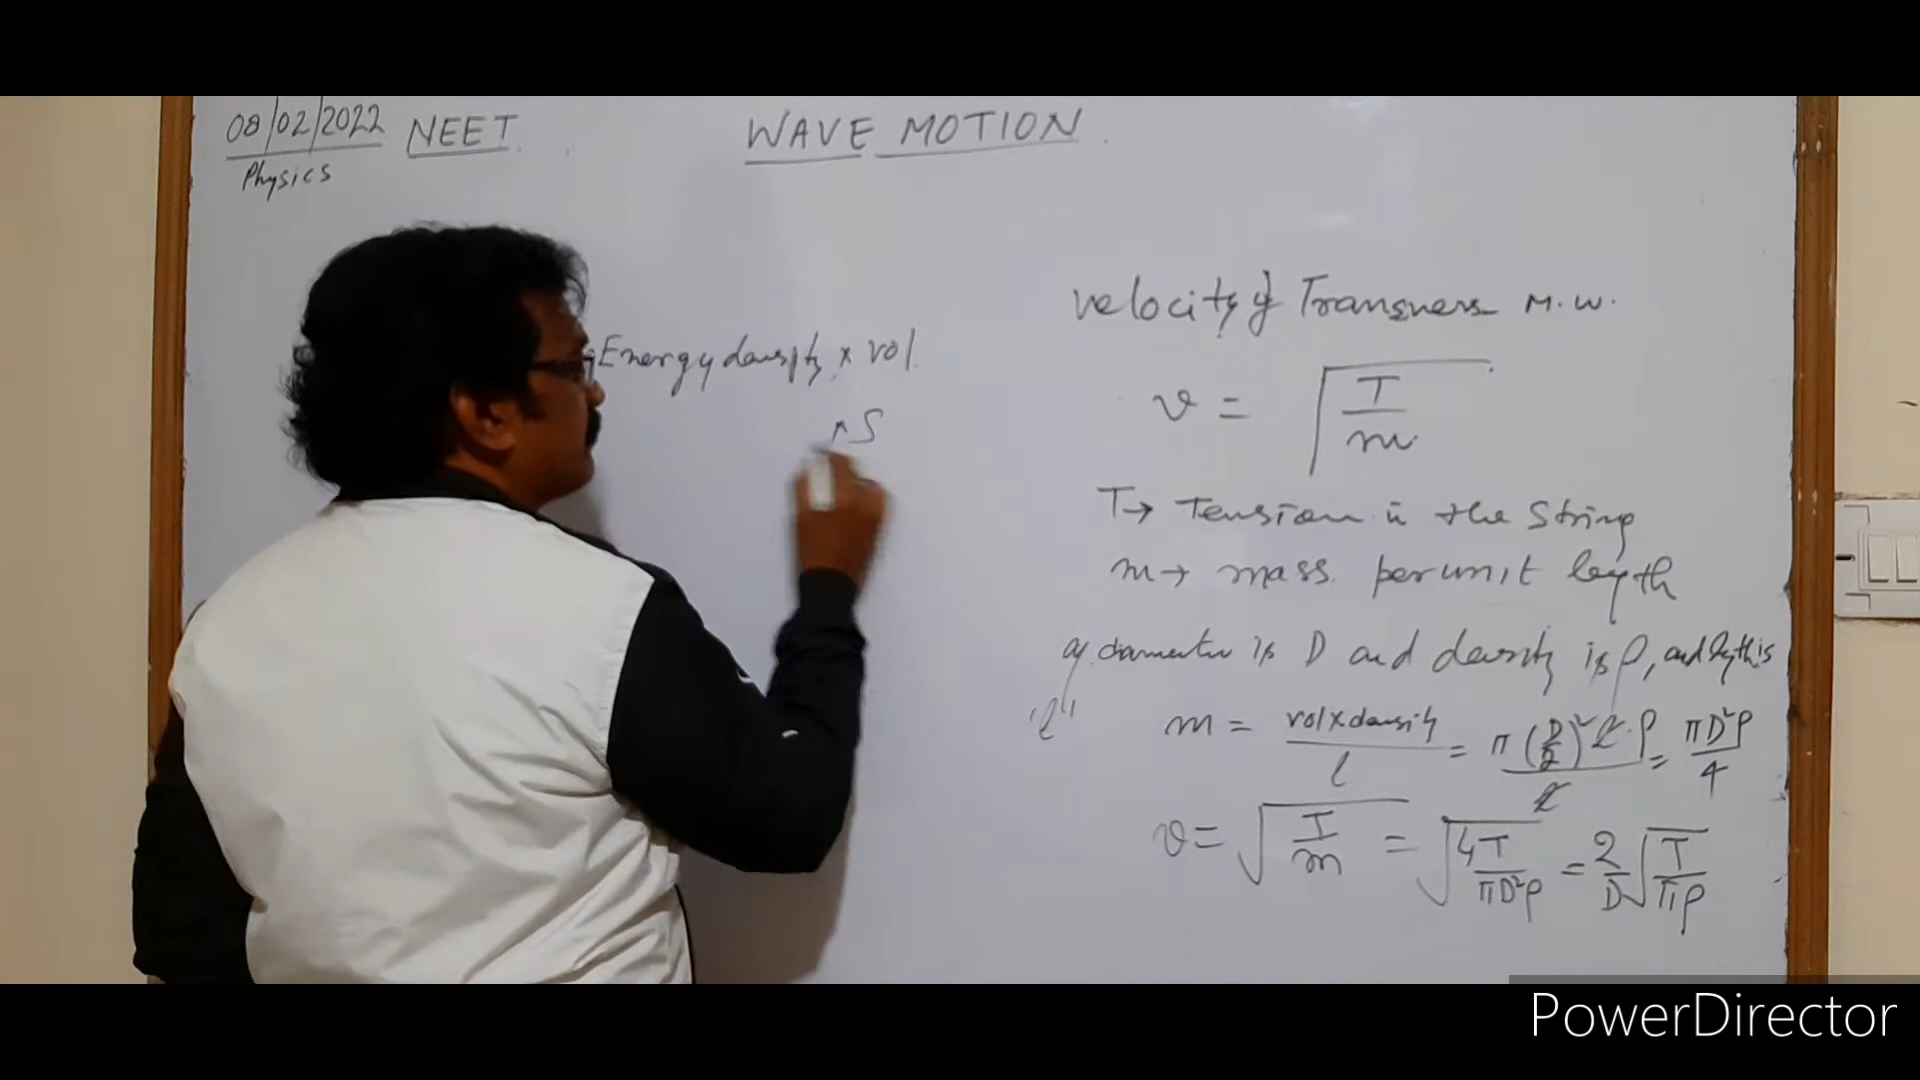 08/02/2022 NEET
Physics
WAVE MOTION
Energy density × vol.
S
velocity of Transvers M.W.
v = √(T/m)
T → Tension in the String
m → mass per unit length
diameter is D and density is ρ, and length is
"l"
m = vol × density / l = π (D/2)² l · ρ / l = πD²ρ / 4
v = √(T/m) = √(4T/πD²ρ) = 2/D √(T/πρ)
PowerDirector